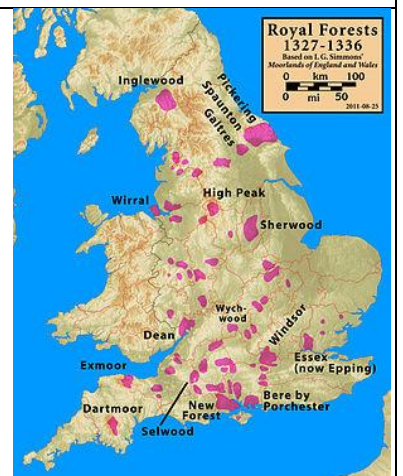 Royal Forests
1327-1336
Based on I. G. Simmons'
Moorlands of England and Wales
0 km 100
0 mi 50
2011-08-25
Inglewood
Pickering
Spaunton
Galtres
High Peak
Wirral
Sherwood
Wych-
wood
Windsor
Dean
Essex
(now Epping)
Exmoor
Dartmoor
New
Forest
Bere by
Porchester
Selwood